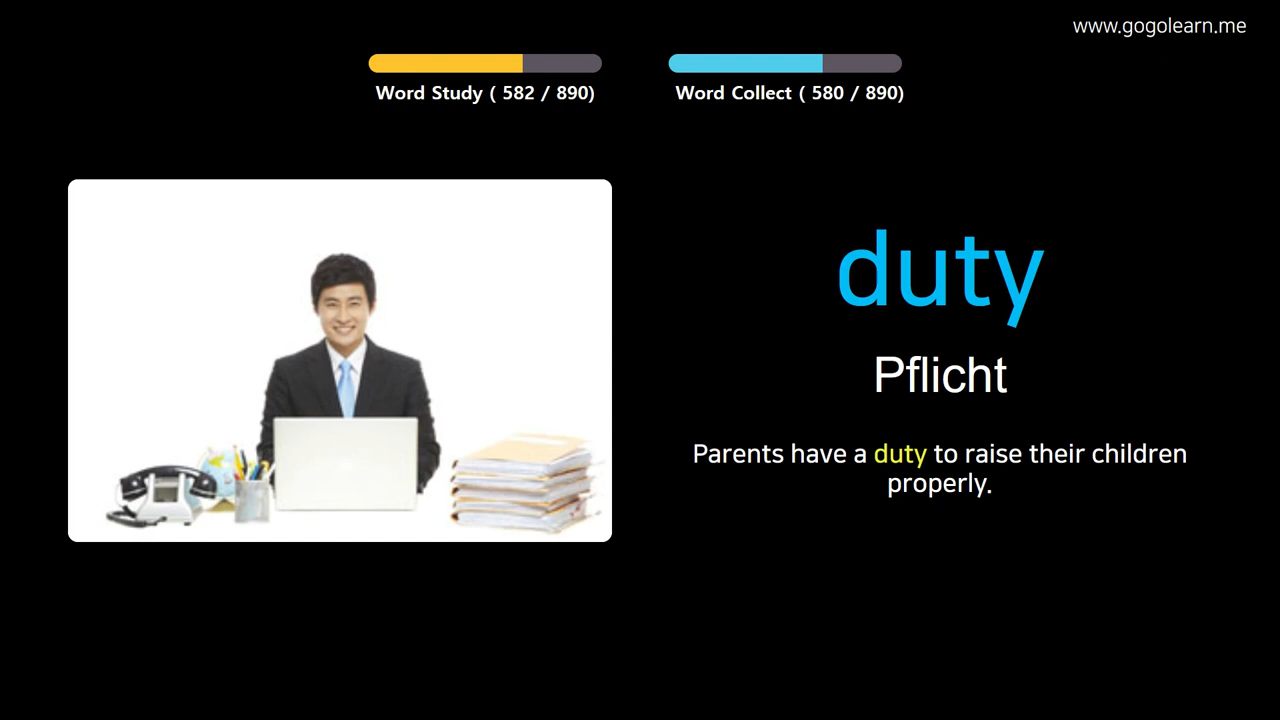 www.gogolearn.me
Word Study ( 582 / 890)
Word Collect ( 580 / 890)
duty
Pflicht
Parents have a duty to raise their children
properly.